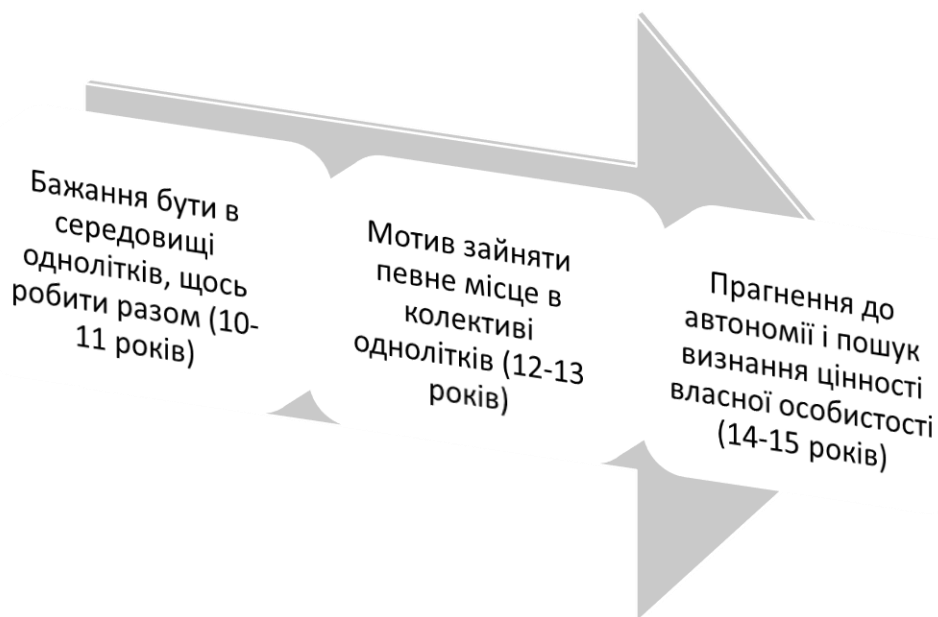 Бажання бути в
середовищі
однолітків, щось
робити разом (10-
11 років)
Мотив зайняти
певне місце в
колективі
однолітків (12-13
років)
Прагнення до
автономії і пошук
визнання цінності
власної особистості
(14-15 років)